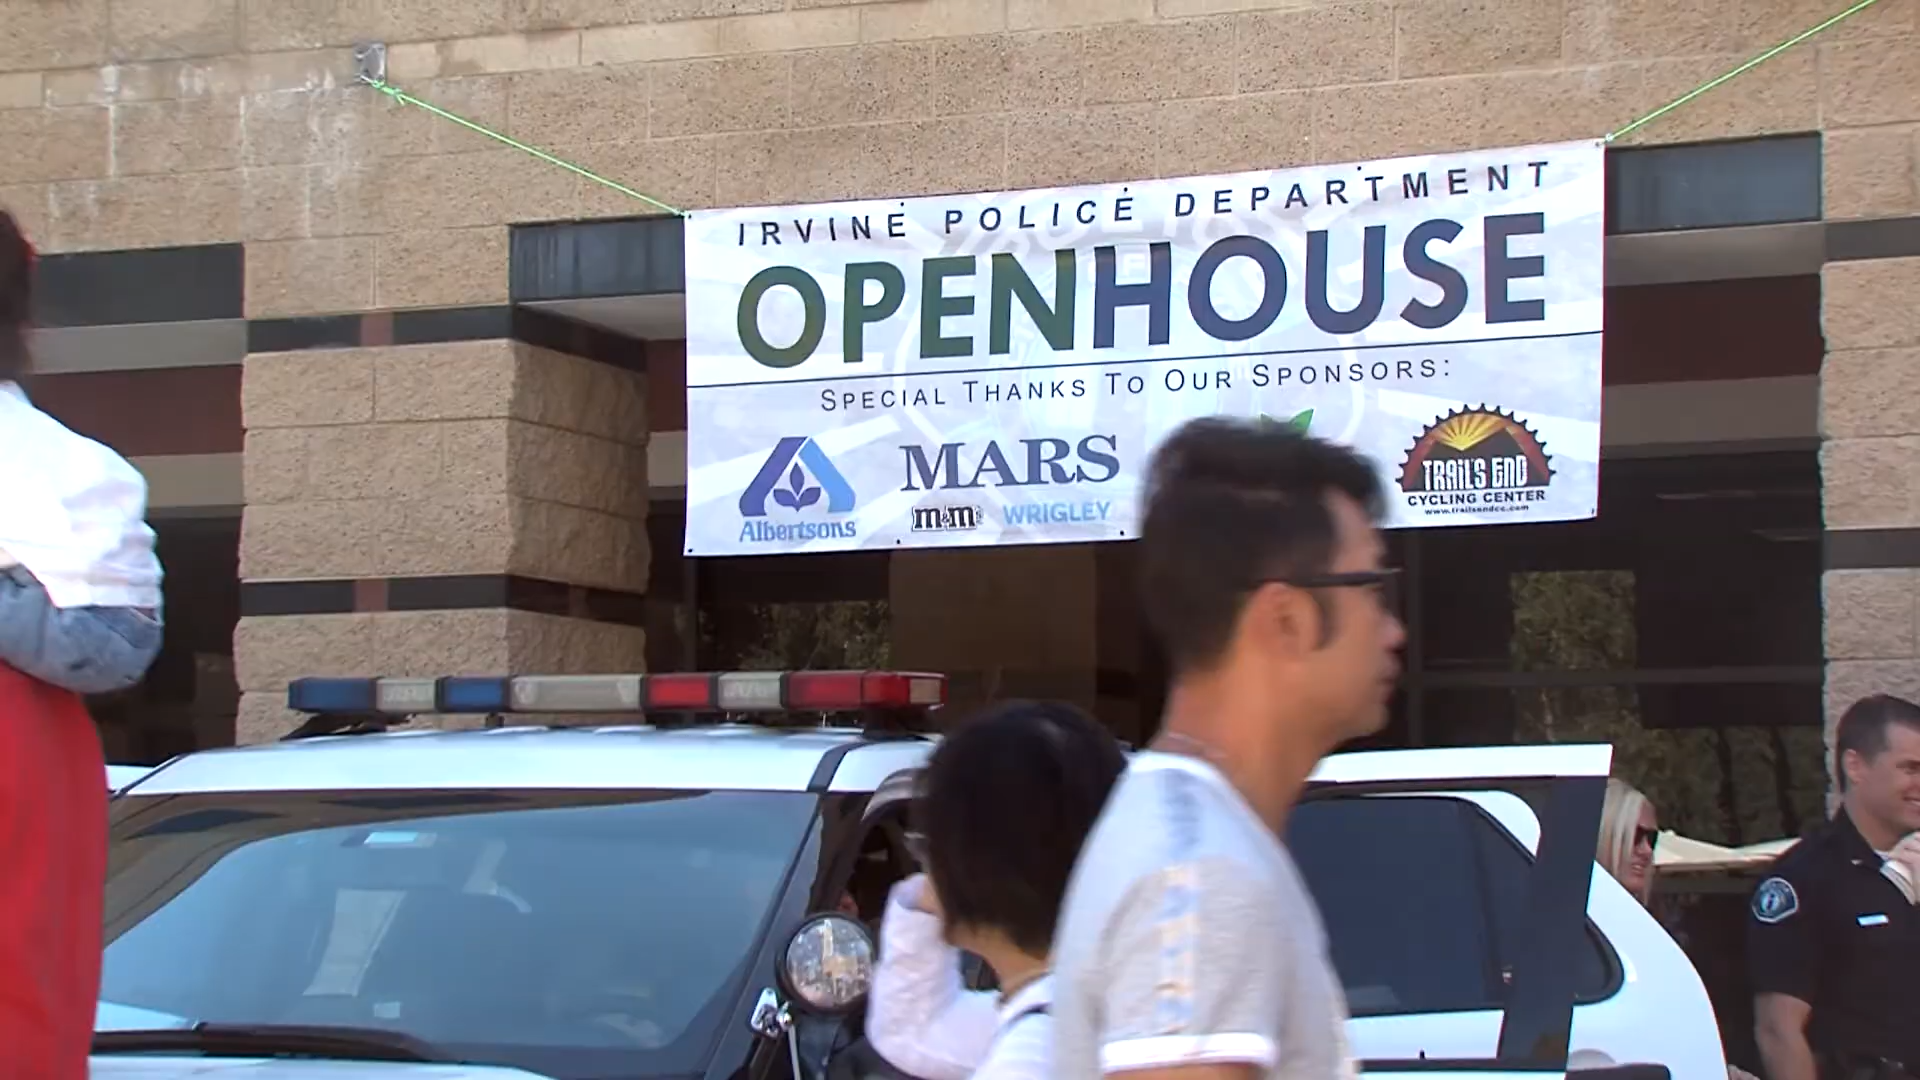 IRVINE POLICE DEPARTMENT
OPENHOUSE
SPECIAL THANKS TO OUR SPONSORS:
Albertsons
MARS
m&m's
WRIGLEY
TRAIL'S END
CYCLING CENTER
www.trailsendcc.com